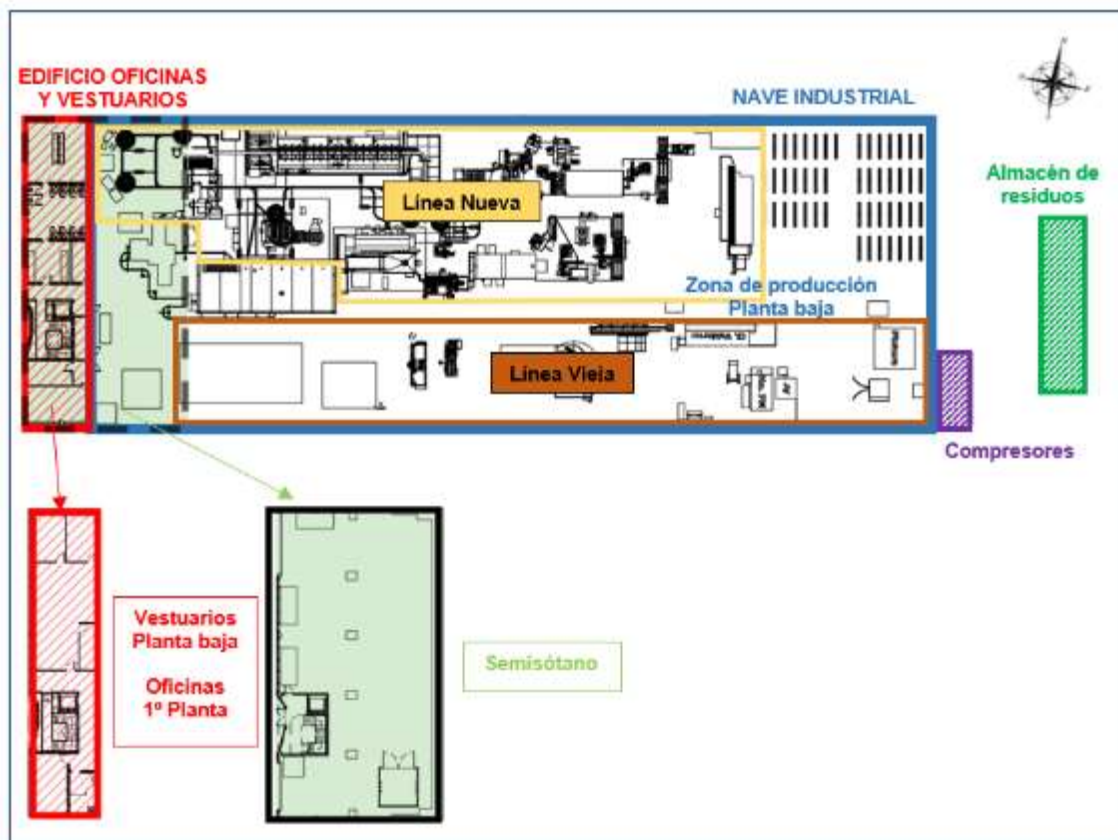 EDIFICIO OFICINAS
Y VESTUARIOS
NAVE INDUSTRIAL
Almacén de
residuos
Línea Nueva
Zona de producción
Planta baja
Línea Vieja
Compresores
Vestuarios
Planta baja
Oficinas
1º Planta
Semisótano